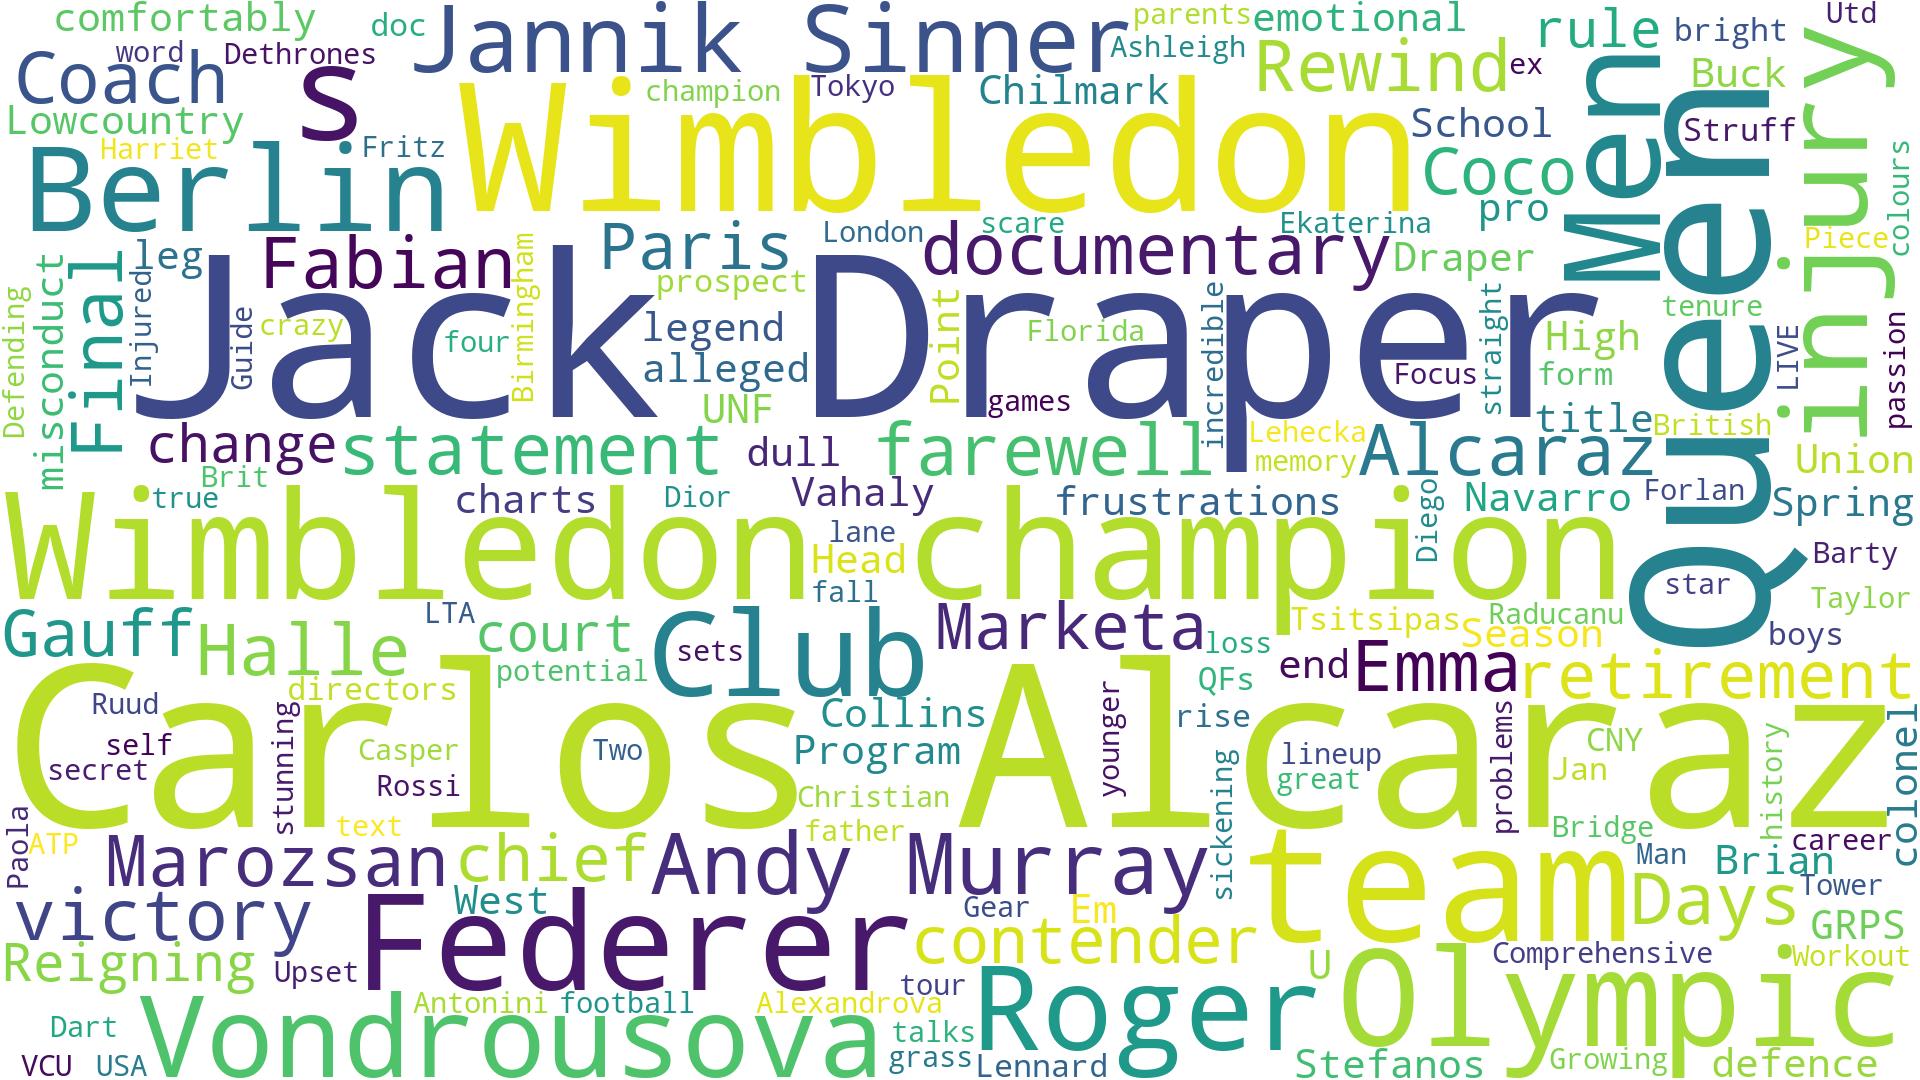 comfortably
doc
Jannik Sinner
parents
emotional
rule
bright
Utd
Coach
word
Dethrones
s
Ashleigh
Rewind
ex
Buck
injury
Lowcountry
champion
Tokyo
Chilmark
School
Men
Queen
Struff
Harriet
Fritz
Berlin
Wimbledon
Coco
pro
colours
leg
Fabian
Paris
London
scare
documentary
Ekaterina
Draper
Piece
misconduct
Final
Injured
Guide
crazy
four
Birmingham
prospect
legend
alleged
Jack Draper
Point
Florida
incredible
straight
High
tenure
LIVE
passion
Defending
UNF
games
Focus
form
title
British
change
statement
dull
farewell
Lehecka
memory
Alcaraz
Union
Brit
true
charts
Dior
Vahaly
frustrations
Diego
Navarro
Forlan
Spring
Wimbledon champion
lane
Head
fall
star
Barty
Taylor
Gauff
Halle
LTA
court
Club
sets
Marketa
loss
Tsitsipas
Season
Raducanu
boys
potential
QFs
end
Emma
retirement
directors
Ruud
self
secret
stunning
Casper
Rossi
Two
Collins
Program
younger
rise
sickening
lineup
great
problems
CNY
Jan
history
colonel
Carlos Alcaraz
Christian
father
text
Paola
ATP
Marozsan
chief
Andy Murray
team
Bridge
career
Man
Brian
Tower
Days
victory
West
Federer
Gear
Em
contender
GRPS
Reigning
Upset
tour
U
Olympic
Comprehensive
Workout
Antonini
football
Alexandrova
Roger
Dart
Vondrousova
talks
grass
Lennard
Stefanos
Growing
defence
VCU
USA